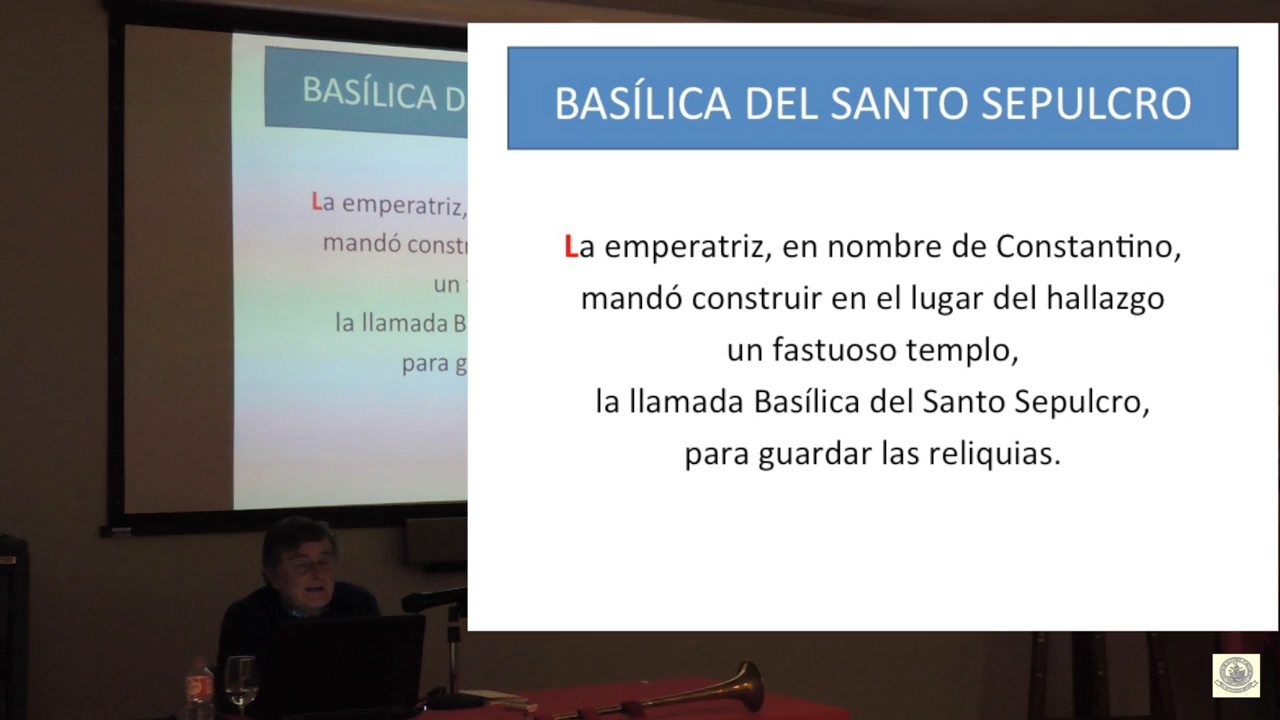 BASÍLICA D
La emperatriz,
mandó constr
un
la llamada B
para g
BASÍLICA DEL SANTO SEPULCRO
La emperatriz, en nombre de Constantino,
mandó construir en el lugar del hallazgo
un fastuoso templo,
la llamada Basílica del Santo Sepulcro,
para guardar las reliquias.